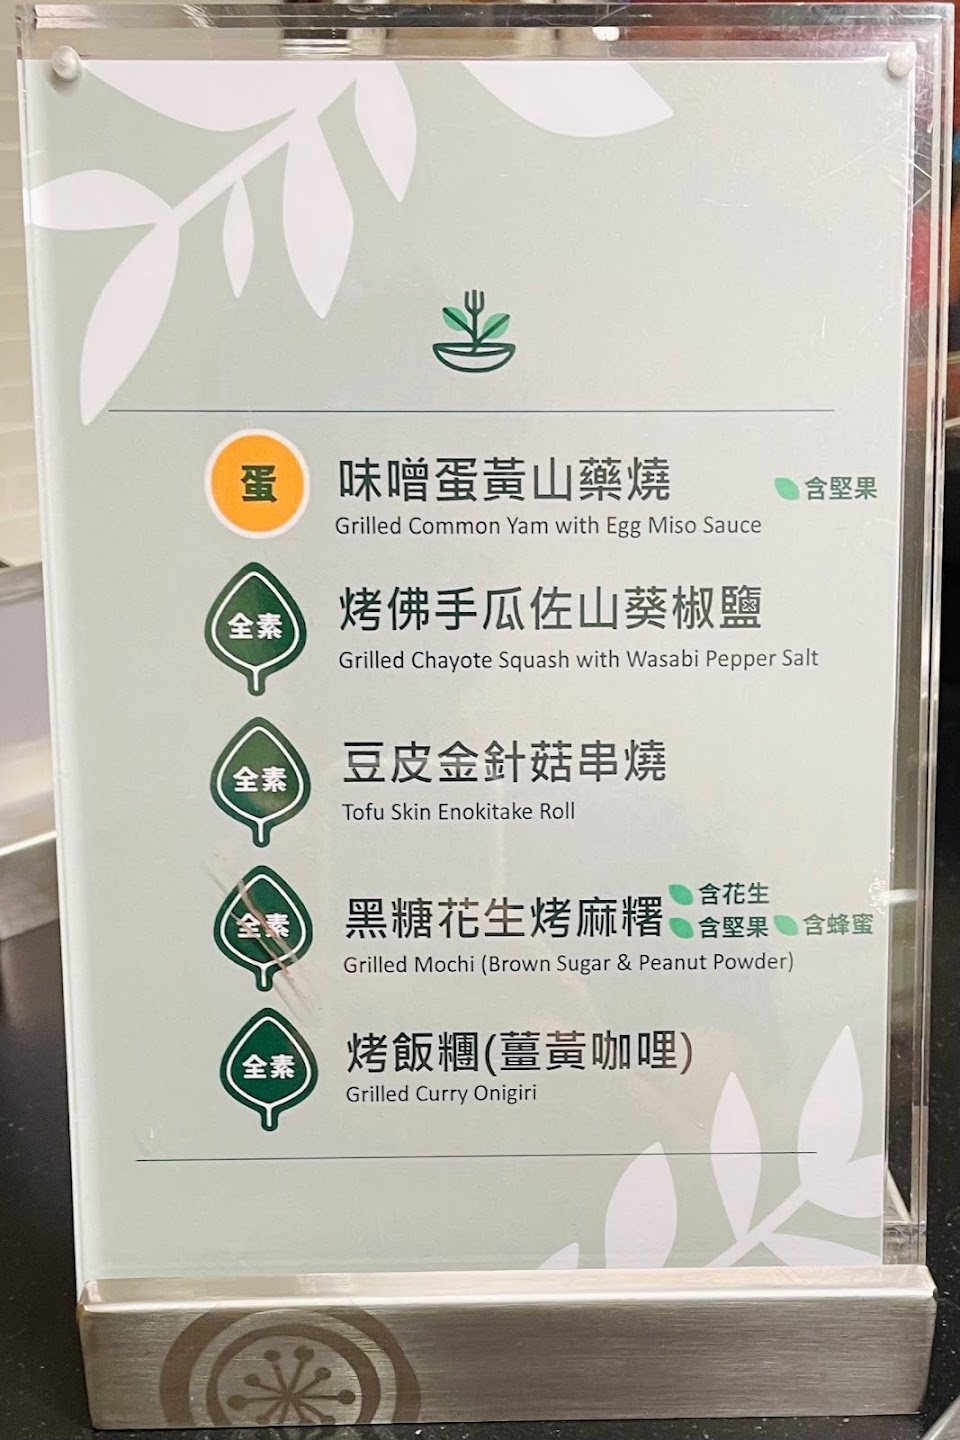 蛋 味噌蛋黃山藥燒 含堅果
Grilled Common Yam with Egg Miso Sauce
全素 烤佛手瓜佐山葵椒鹽
Grilled Chayote Squash with Wasabi Pepper Salt
全素 豆皮金針菇串燒
Tofu Skin Enokitake Roll
含花生
全素 黑糖花生烤麻糬 含堅果 含蜂蜜
Grilled Mochi (Brown Sugar & Peanut Powder)
全素 烤飯糰(薑黃咖哩)
Grilled Curry Onigiri